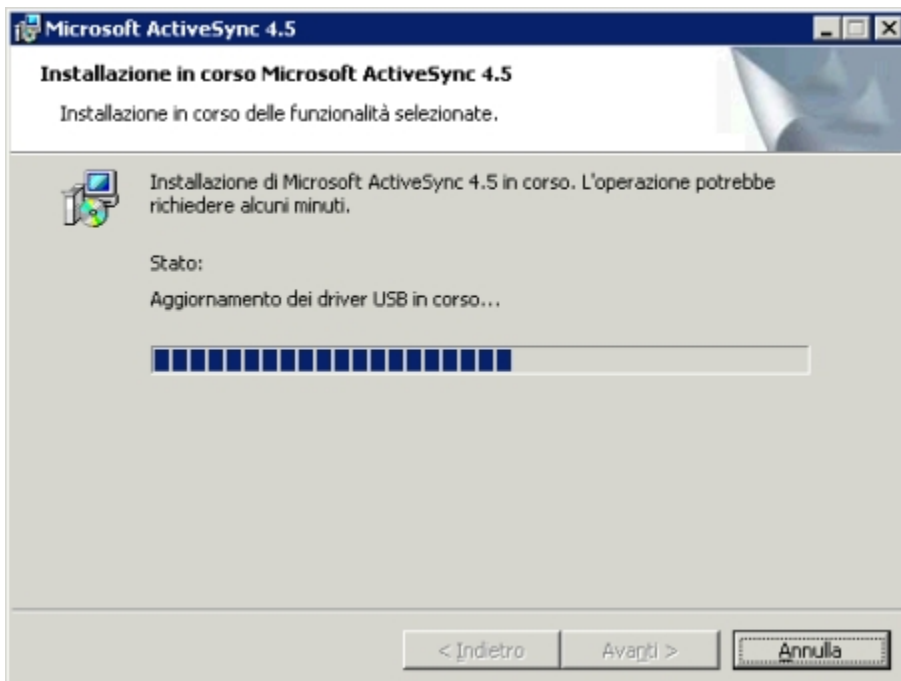 Microsoft ActiveSync 4.5
Installazione in corso Microsoft ActiveSync 4.5
Installazione in corso delle funzionalità selezionate.
Installazione di Microsoft ActiveSync 4.5 in corso. L'operazione potrebbe
richiedere alcuni minuti.
Stato:
Aggiornamento dei driver USB in corso...
< Indietro Avanti > Annulla